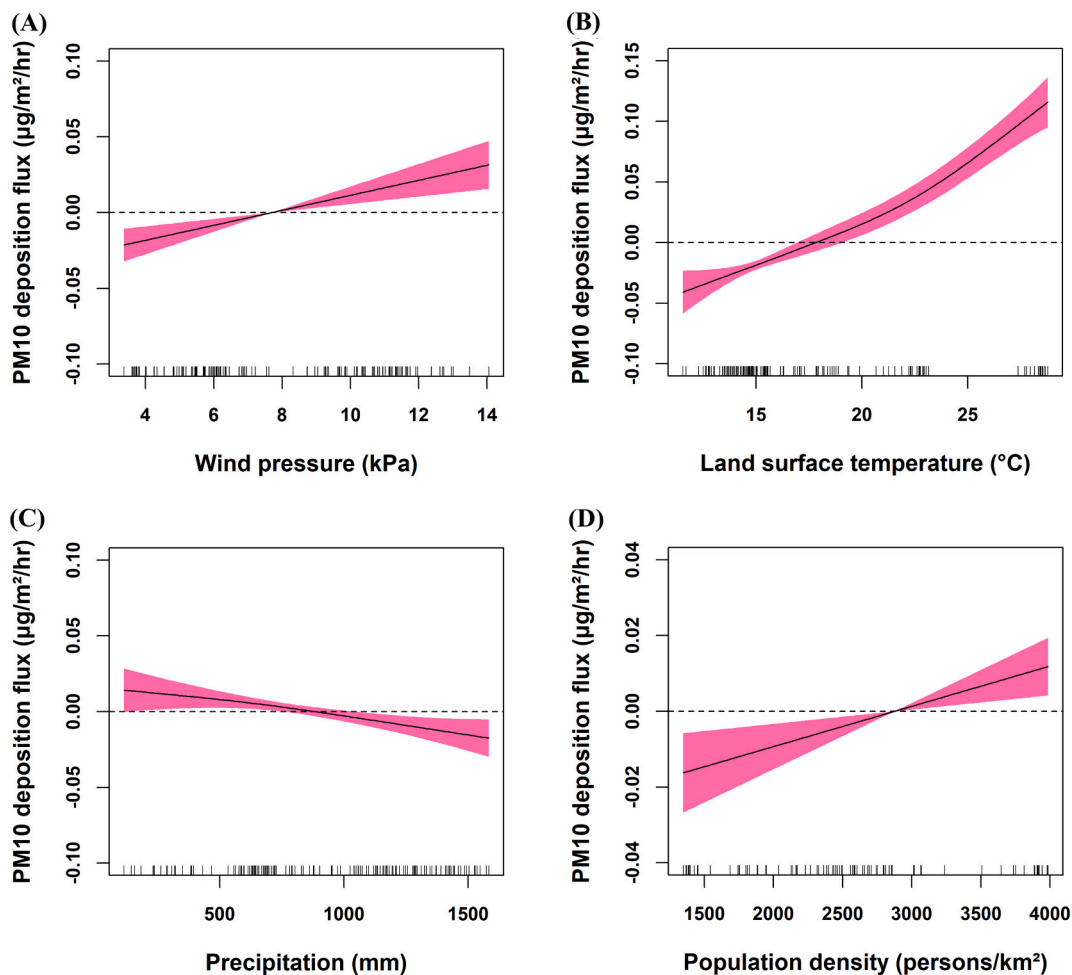 (A)
PM10 deposition flux (μg/m²/hr)
0.10
0.05
0.00
-0.05
-0.10
4 6 8 10 12 14
Wind pressure (kPa)
(B)
PM10 deposition flux (μg/m²/hr)
0.15
0.10
0.05
0.00
-0.05
-0.10
15 20 25
Land surface temperature (°C)
(C)
PM10 deposition flux (μg/m²/hr)
0.10
0.05
0.00
-0.05
-0.10
500 1000 1500
Precipitation (mm)
(D)
PM10 deposition flux (μg/m²/hr)
0.04
0.02
0.00
-0.02
-0.04
1500 2000 2500 3000 3500 4000
Population density (persons/km²)